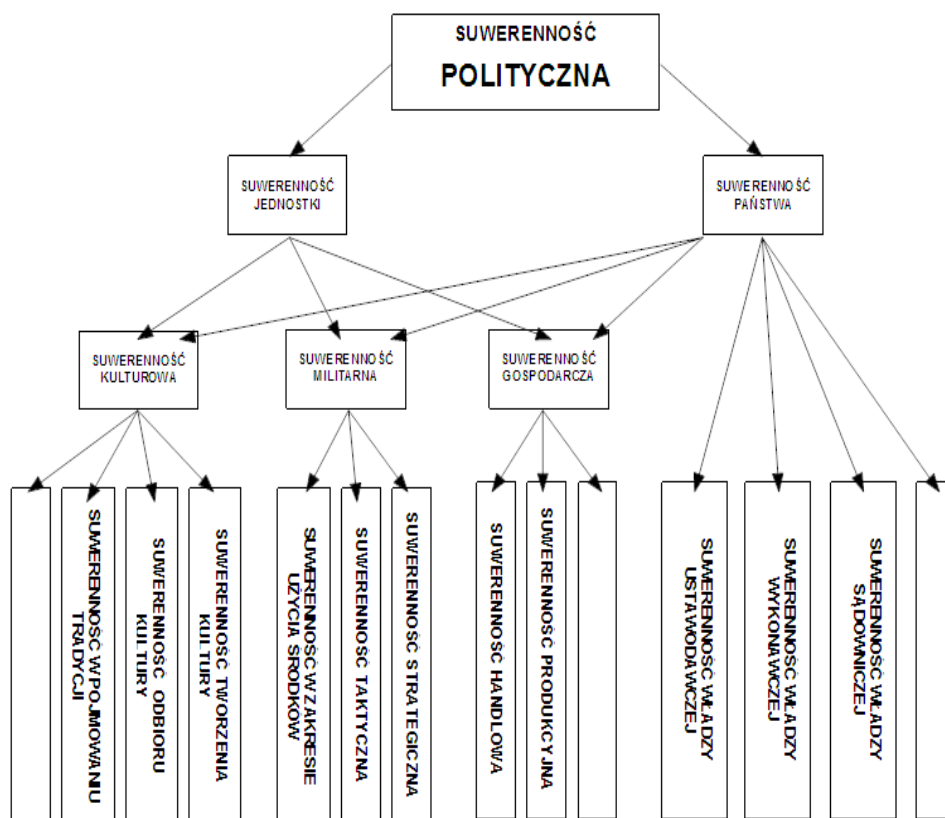 SUWERENNOŚĆ
POLITYCZNA
SUWERENNOŚĆ
JEDNOSTKI
SUWERENNOŚĆ
PAŃSTWA
SUWERENNOŚĆ
KULTUROWA
SUWERENNOŚĆ
MILITARNA
SUWERENNOŚĆ
GOSPODARCZA
SUWERENNOŚĆ W POJMOWANIU
TRADYCJI
SUWERENNOŚĆ ODBIORU
KULTURY
SUWERENNOŚĆ TWORZENIA
KULTURY
SUWERENNOŚĆ W ZAKRESIE
UŻYCIA ŚRODKÓW
SUWERENNOŚĆ TAKTYCZNA
SUWERENNOŚĆ STRATEGICZNA
SUWERENNOŚĆ HANDLOWA
SUWERENNOŚĆ PRODUKCYJNA
SUWERENNOŚĆ WŁADZY
USTAWODAWCZEJ
SUWERENNOŚĆ WŁADZY
WYKONAWCZEJ
SUWERENNOŚĆ WŁADZY
SĄDOWNICZEJ